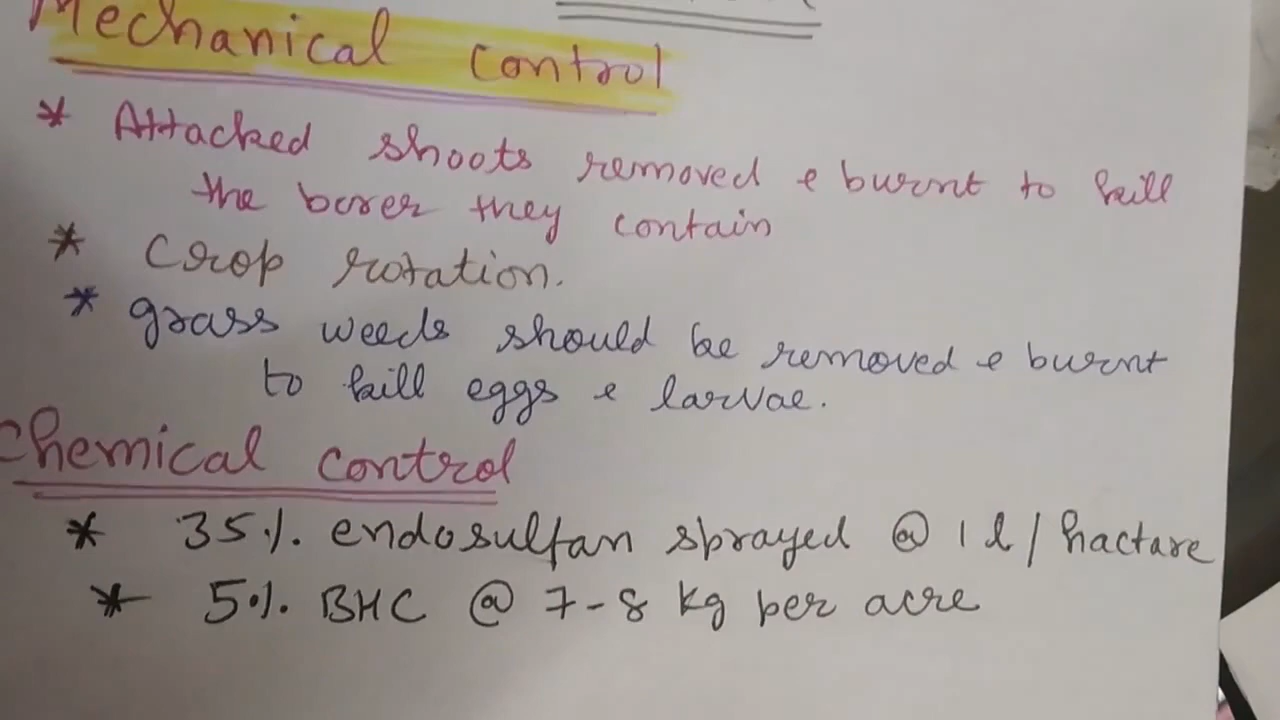 Mechanical control
* Attacked shoots removed & burnt to kill
the borer they contain
* Crop rotation.
* grass weeds should be removed & burnt
to kill eggs & larvae.
Chemical control
* 35% endosulfan sprayed @ 1 l / hactare
* 5% BHC @ 7-8 kg per acre